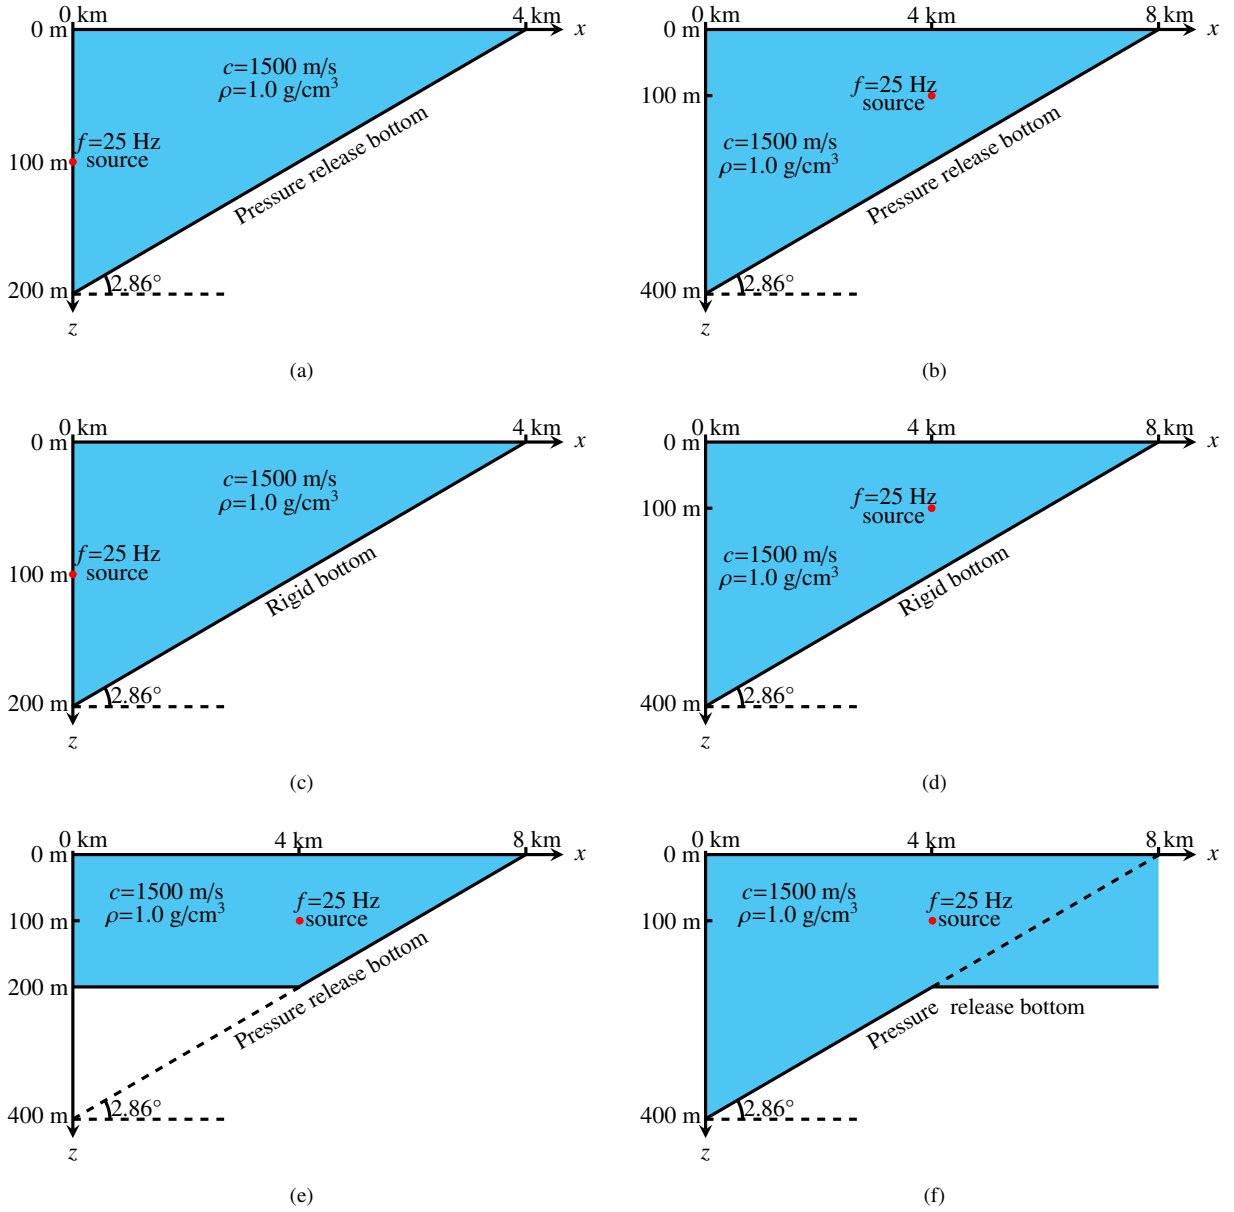 0 km
4 km
0 m
x
c=1500 m/s
ρ=1.0 g/cm³
f=25 Hz
100 m
source
Pressure release bottom
200 m
2.86°
z
(a)
0 km
4 km
8 km
0 m
x
f=25 Hz
100 m
source
c=1500 m/s
ρ=1.0 g/cm³
Pressure release bottom
400 m
2.86°
z
(b)
0 km
4 km
0 m
x
c=1500 m/s
ρ=1.0 g/cm³
f=25 Hz
100 m
source
Rigid bottom
200 m
2.86°
z
(c)
0 km
4 km
8 km
0 m
x
f=25 Hz
100 m
source
c=1500 m/s
ρ=1.0 g/cm³
Rigid bottom
400 m
2.86°
z
(d)
0 km
4 km
8 km
0 m
x
c=1500 m/s
ρ=1.0 g/cm³
f=25 Hz
100 m
source
200 m
Pressure release bottom
400 m
2.86°
z
(e)
0 km
4 km
8 km
0 m
x
c=1500 m/s
ρ=1.0 g/cm³
f=25 Hz
100 m
source
Pressure release bottom
400 m
2.86°
z
(f)